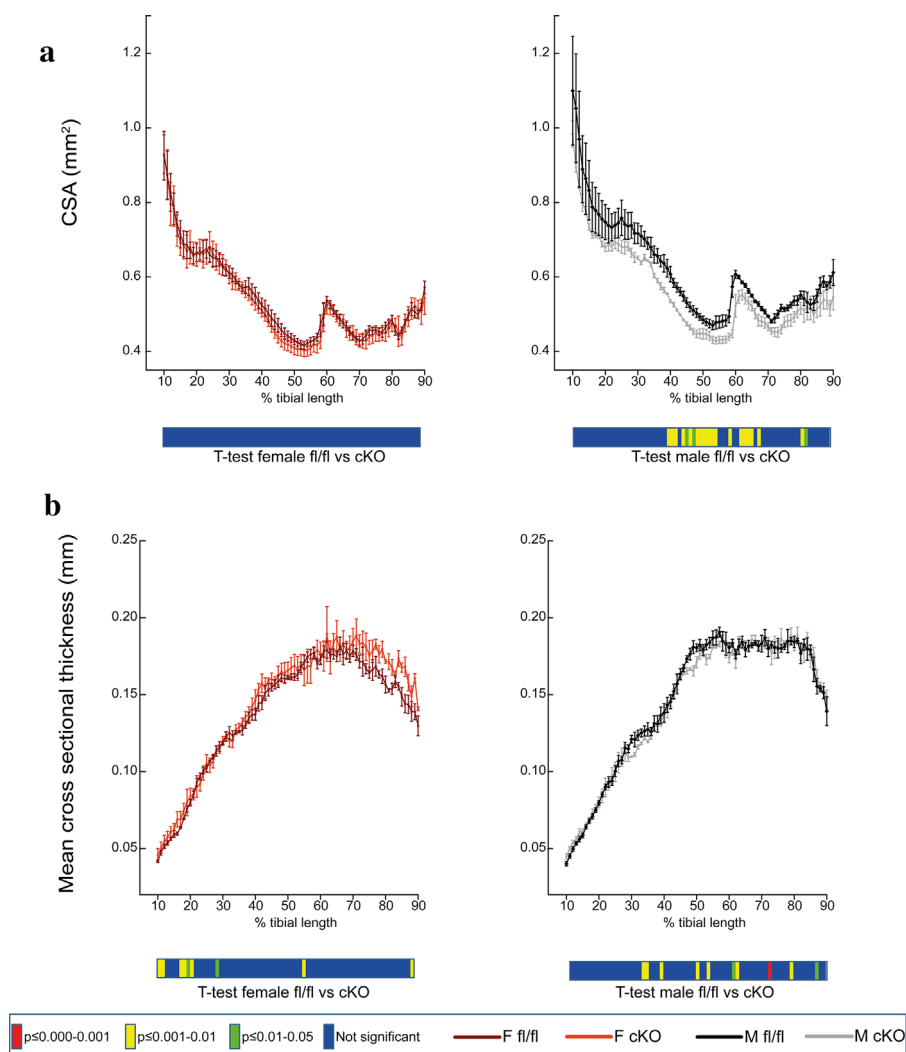 a
CSA (mm²)
1.2
1.0
0.8
0.6
0.4
10 20 30 40 50 60 70 80 90
% tibial length
T-test female fl/fl vs cKO
1.2
1.0
0.8
0.6
0.4
10 20 30 40 50 60 70 80 90
% tibial length
T-test male fl/fl vs cKO
b
Mean cross sectional thickness (mm)
0.25
0.20
0.15
0.10
0.05
10 20 30 40 50 60 70 80 90
% tibial length
T-test female fl/fl vs cKO
0.25
0.20
0.15
0.10
0.05
10 20 30 40 50 60 70 80 90
% tibial length
T-test male fl/fl vs cKO
p≤0.000-0.001 p≤0.001-0.01 p≤0.01-0.05 Not significant F fl/fl F cKO M fl/fl M cKO